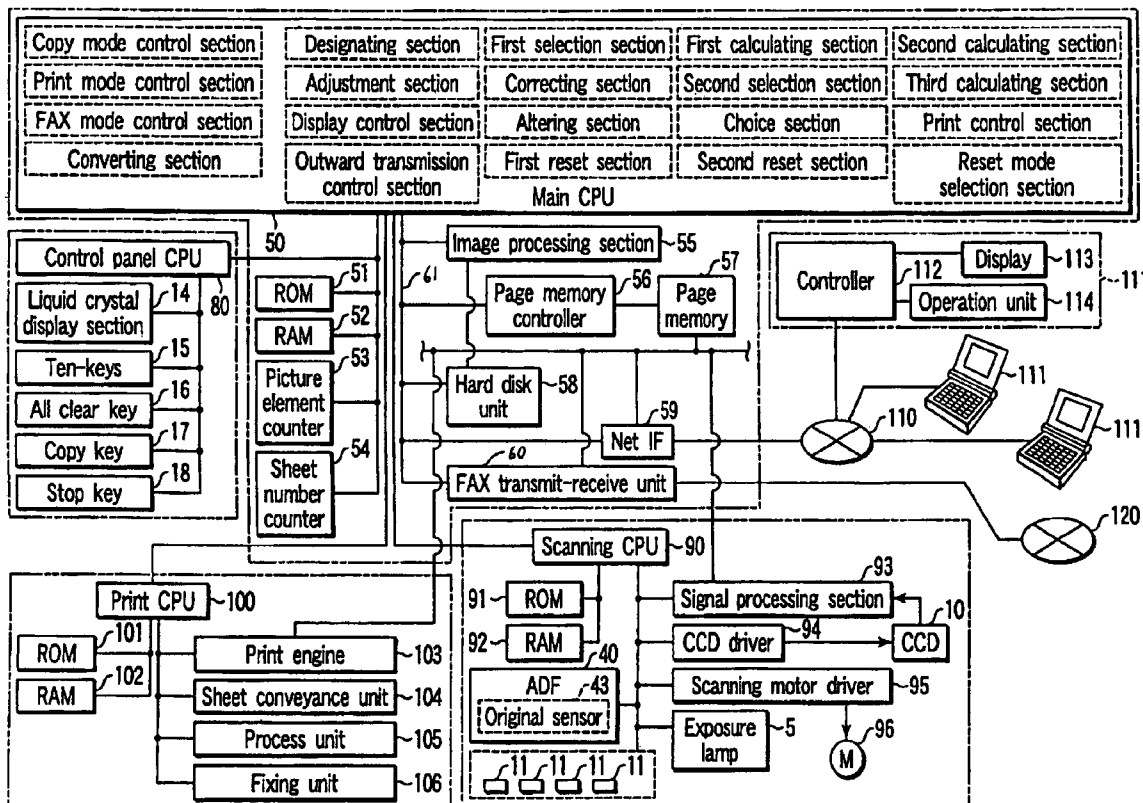 Copy mode control section
Print mode control section
FAX mode control section
Converting section
Designating section
Adjustment section
Display control section
Outward transmission
control section
First selection section
Correcting section
Altering section
First reset section
First calculating section
Second selection section
Choice section
Second reset section
Second calculating section
Third calculating section
Print control section
Reset mode
selection section
Main CPU
50
Control panel CPU
80
Liquid crystal
display section
14
Ten-keys
15
All clear key
16
Copy key
17
Stop key
18
ROM
51
RAM
52
Picture
element
counter
53
Sheet
number
counter
54
61
Image processing section
55
Page memory
controller
56
Page
memory
57
Hard disk
unit
58
Net IF
59
FAX transmit-receive unit
60
Controller
112
Display
113
Operation unit
114
111
111
111
110
120
Print CPU
100
ROM
101
RAM
102
Print engine
103
Sheet conveyance unit
104
Process unit
105
Fixing unit
106
Scanning CPU
90
91
ROM
92
RAM
ADF
40
Original sensor
43
11
11
11
11
Signal processing section
93
CCD driver
94
CCD
10
Scanning motor driver
95
Exposure
lamp
5
M
96